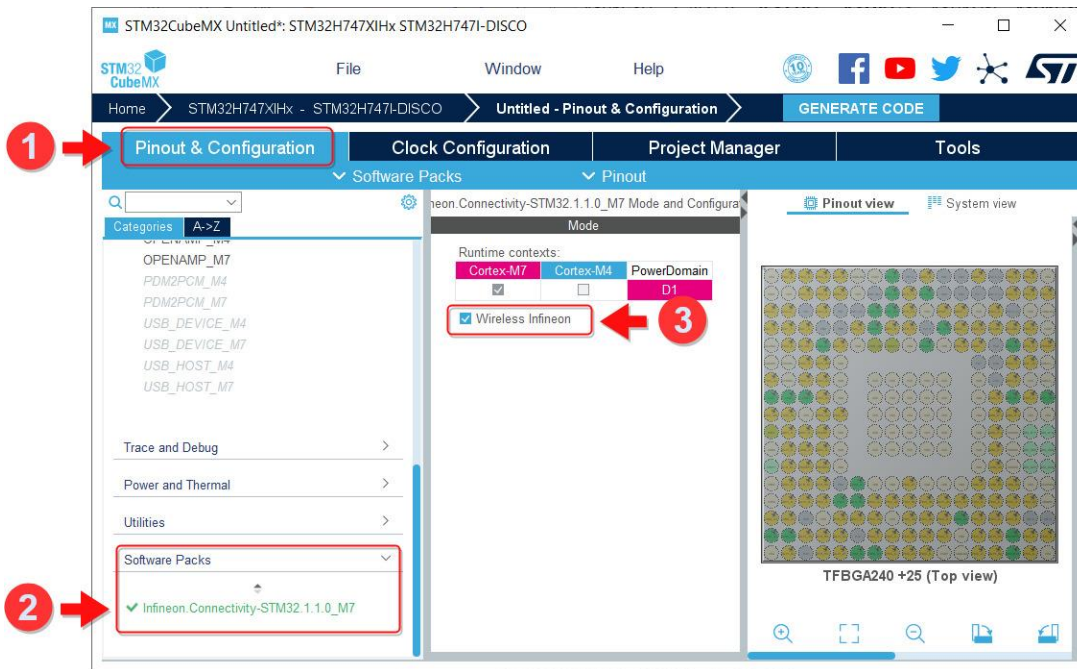 STM32CubeMX Untitled*: STM32H747XIHx STM32H747I-DISCO
STM32
CubeMX
File
Window
Help
10
Home
STM32H747XIHx - STM32H747I-DISCO
Untitled - Pinout & Configuration
GENERATE CODE
1
Pinout & Configuration
Clock Configuration
Project Manager
Tools
Software Packs
Pinout
neon.Connectivity-STM32.1.1.0_M7 Mode and Configura
Pinout view
System view
Categories
A->Z
Mode
OPENAMP_M4
OPENAMP_M7
PDM2PCM_M4
PDM2PCM_M7
USB_DEVICE_M4
USB_DEVICE_M7
USB_HOST_M4
USB_HOST_M7
Runtime contexts:
Cortex-M7
Cortex-M4
PowerDomain
D1
Wireless Infineon
3
Trace and Debug
Power and Thermal
Utilities
Software Packs
2
Infineon.Connectivity-STM32.1.1.0_M7
TFBGA240 +25 (Top view)